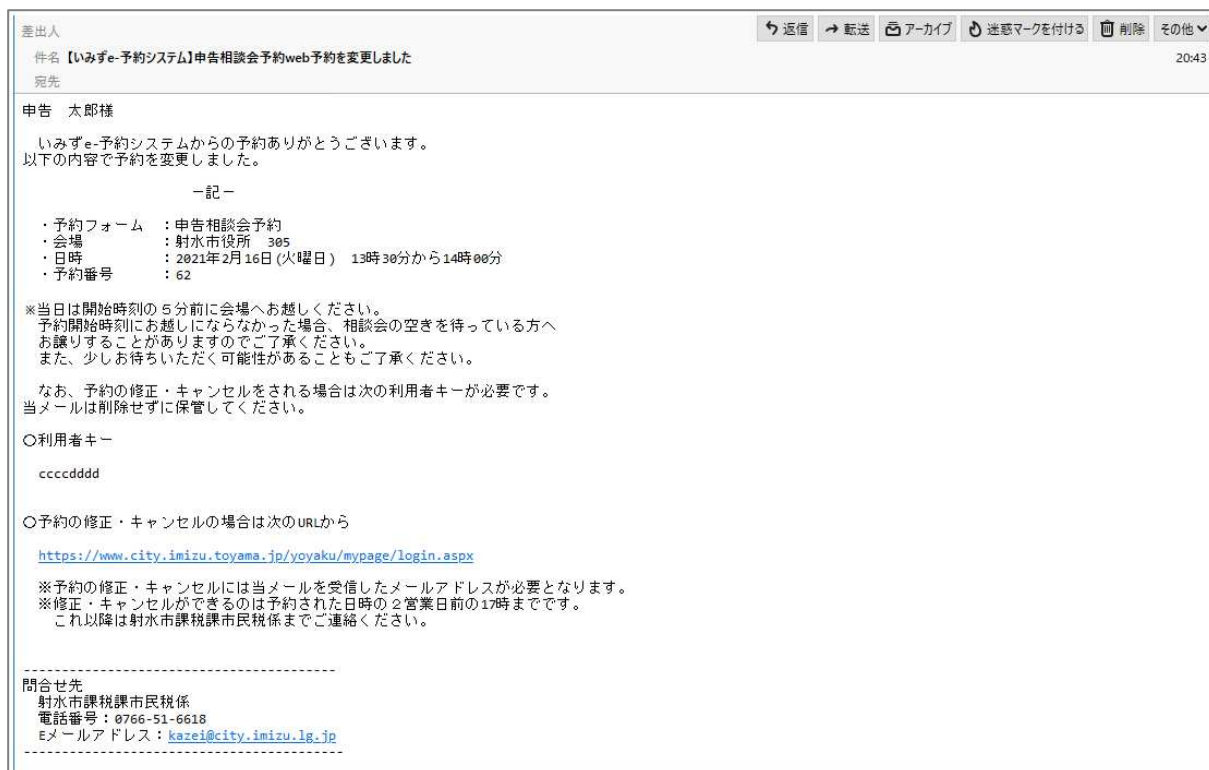 差出人
返信 転送 アーカイブ 迷惑マークを付ける 削除 その他
件名 【いみずe-予約システム】申告相談会予約web予約を変更しました 20:43
宛先
申告　太郎様
　いみずe-予約システムからの予約ありがとうございます。
以下の内容で予約を変更しました。
－記－
・予約フォーム　：申告相談会予約
・会場　　　　　：射水市役所　305
・日時　　　　　：2021年2月16日(火曜日)　13時30分から14時00分
・予約番号　　　：62
※当日は開始時刻の５分前に会場へお越しください。
　予約開始時刻にお越しにならなかった場合、相談会の空きを待っている方へ
　お譲りすることがありますのでご了承ください。
　また、少しお待ちいただく可能性があることもご了承ください。
　なお、予約の修正・キャンセルをされる場合は次の利用者キーが必要です。
当メールは削除せずに保管してください。
○利用者キー
　ccccdddd
○予約の修正・キャンセルの場合は次のURLから
　https://www.city.imizu.toyama.jp/yoyaku/mypage/login.aspx
　※予約の修正・キャンセルには当メールを受信したメールアドレスが必要となります。
　※修正・キャンセルができるのは予約された日時の２営業日前の17時までです。
　　これ以降は射水市課税課市民税係までご連絡ください。
-----------------------------------------
問合せ先
　射水市課税課市民税係
　電話番号：0766-51-6618
　Eメールアドレス：kazei@city.imizu.lg.jp
------------------------------------------